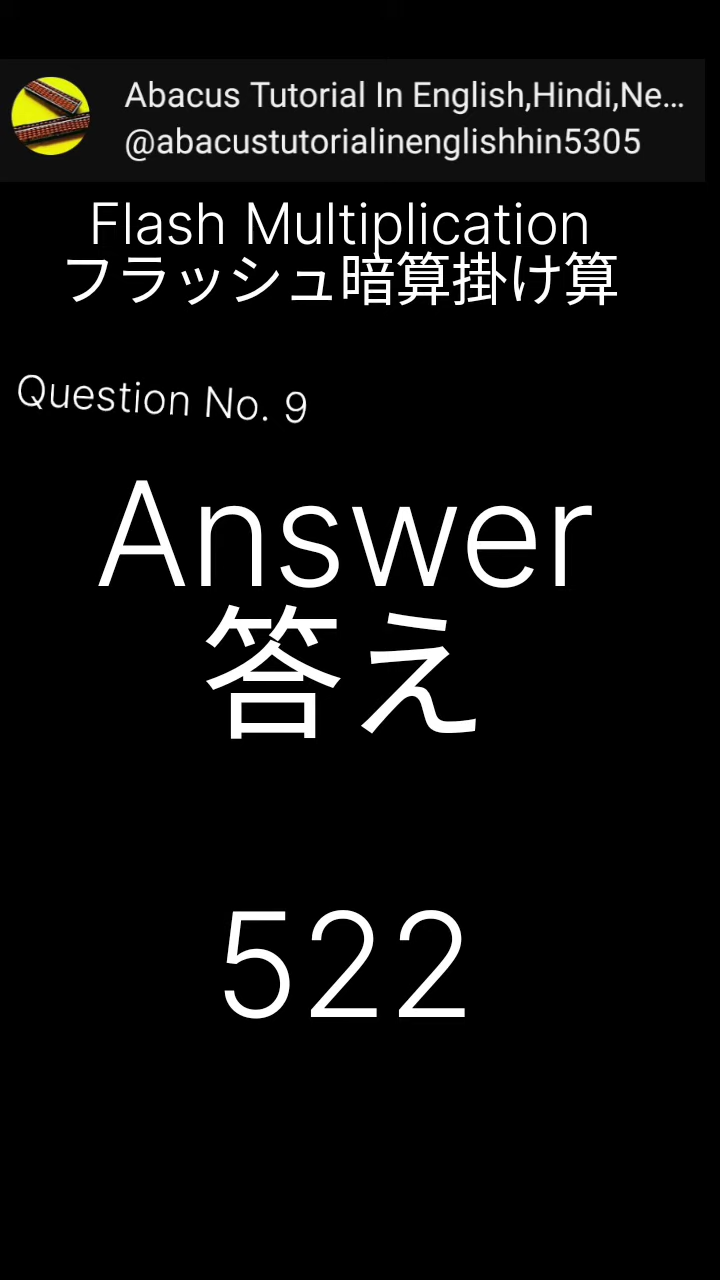 Abacus Tutorial In English,Hindi,Ne...
@abacustutorialinenglishhin5305
Flash Multiplication
フラッシュ暗算掛け算
Question No. 9
Answer
答え
522